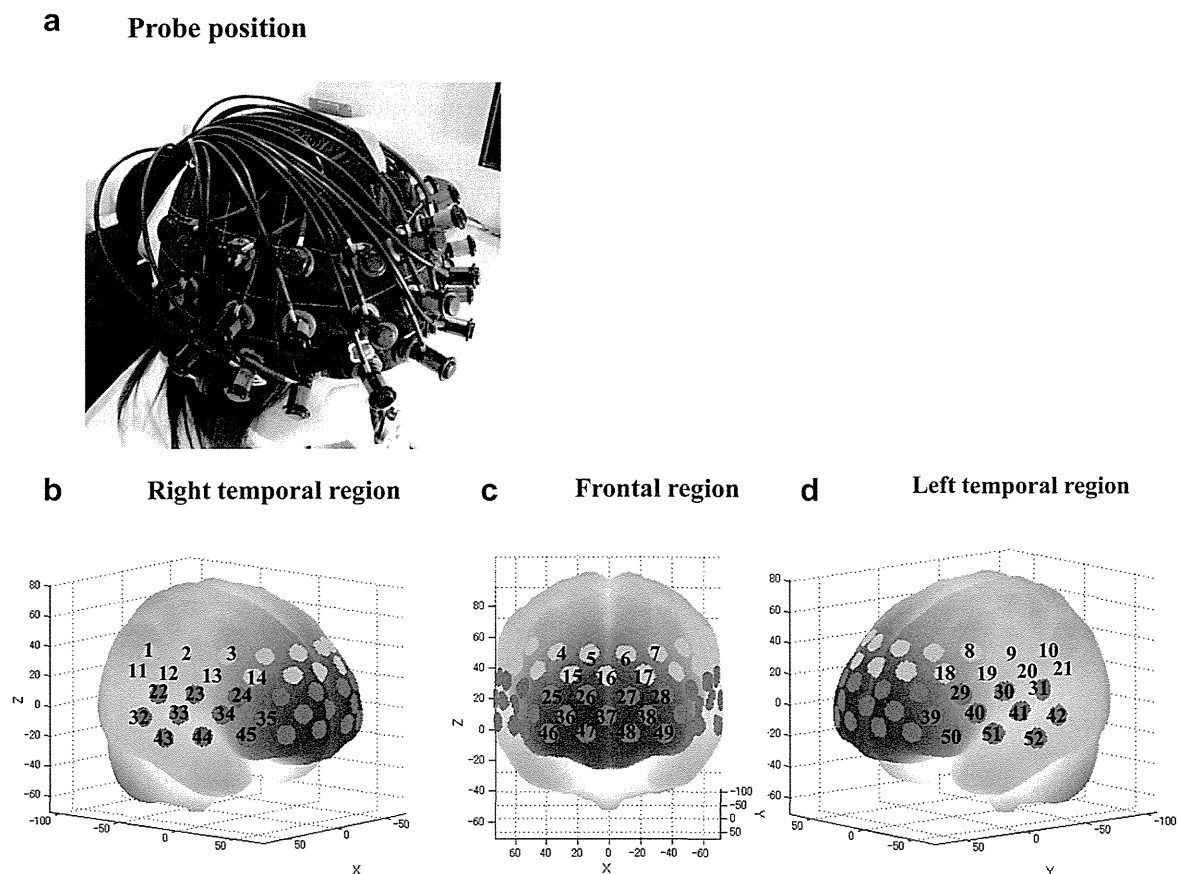 a Probe position
b Right temporal region
c Frontal region
d Left temporal region
80
60
40
20
0
-20
-40
-60
Z
-100
-50
0
50
50
0
-50
X
1 2 3
11 12 13 14
22 23 24
32 33 34 35
43 44 45
80
60
40
20
0
-20
-40
-60
Z
60 40 20 0 -20 -40 -60
X
-100
-50
0
50
Y
4 5 6 7
15 16 17
25 26 27 28
36 37 38
46 47 48 49
80
60
40
20
0
-20
-40
-60
50
0
-50
50
0
-50
-100
Y
8 9 10
18 19 20 21
29 30 31
39 40 41 42
50 51 52